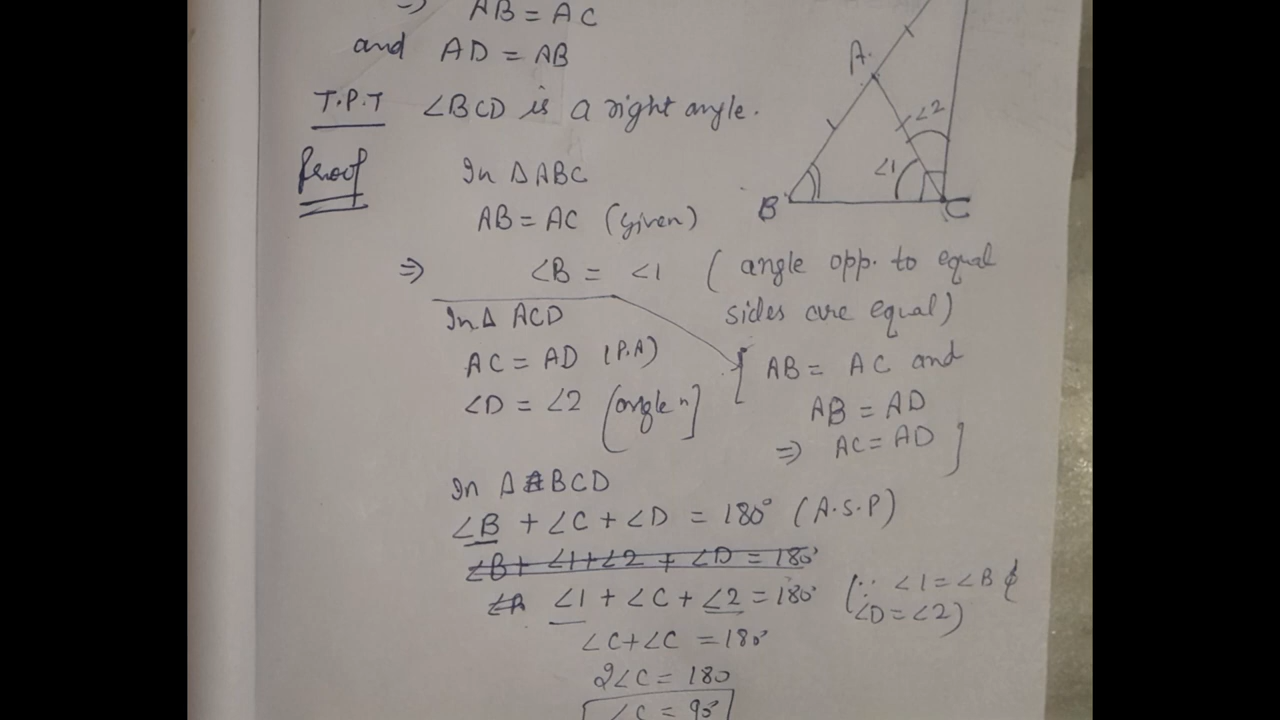 ⇒ AB = AC
and AD = AB
T.P.T ∠BCD is a right angle.
Proof In ΔABC
AB = AC (Given)
⇒ ∠B = ∠1 ( angle opp. to equal
sides are equal)
In Δ ACD
AC = AD (P.A)
∠D = ∠2 [angle "]
[ AB = AC and
AB = AD
⇒ AC = AD ]
In Δ BCD
∠B + ∠C + ∠D = 180° (A.S.P)
∠B + ∠1 + ∠2 + ∠D = 180°
∠1 + ∠C + ∠2 = 180° (∵ ∠1 = ∠B &
∠D = ∠2)
∠C + ∠C = 180°
2∠C = 180
∠C = 90°
A
B
C
∠1
∠2